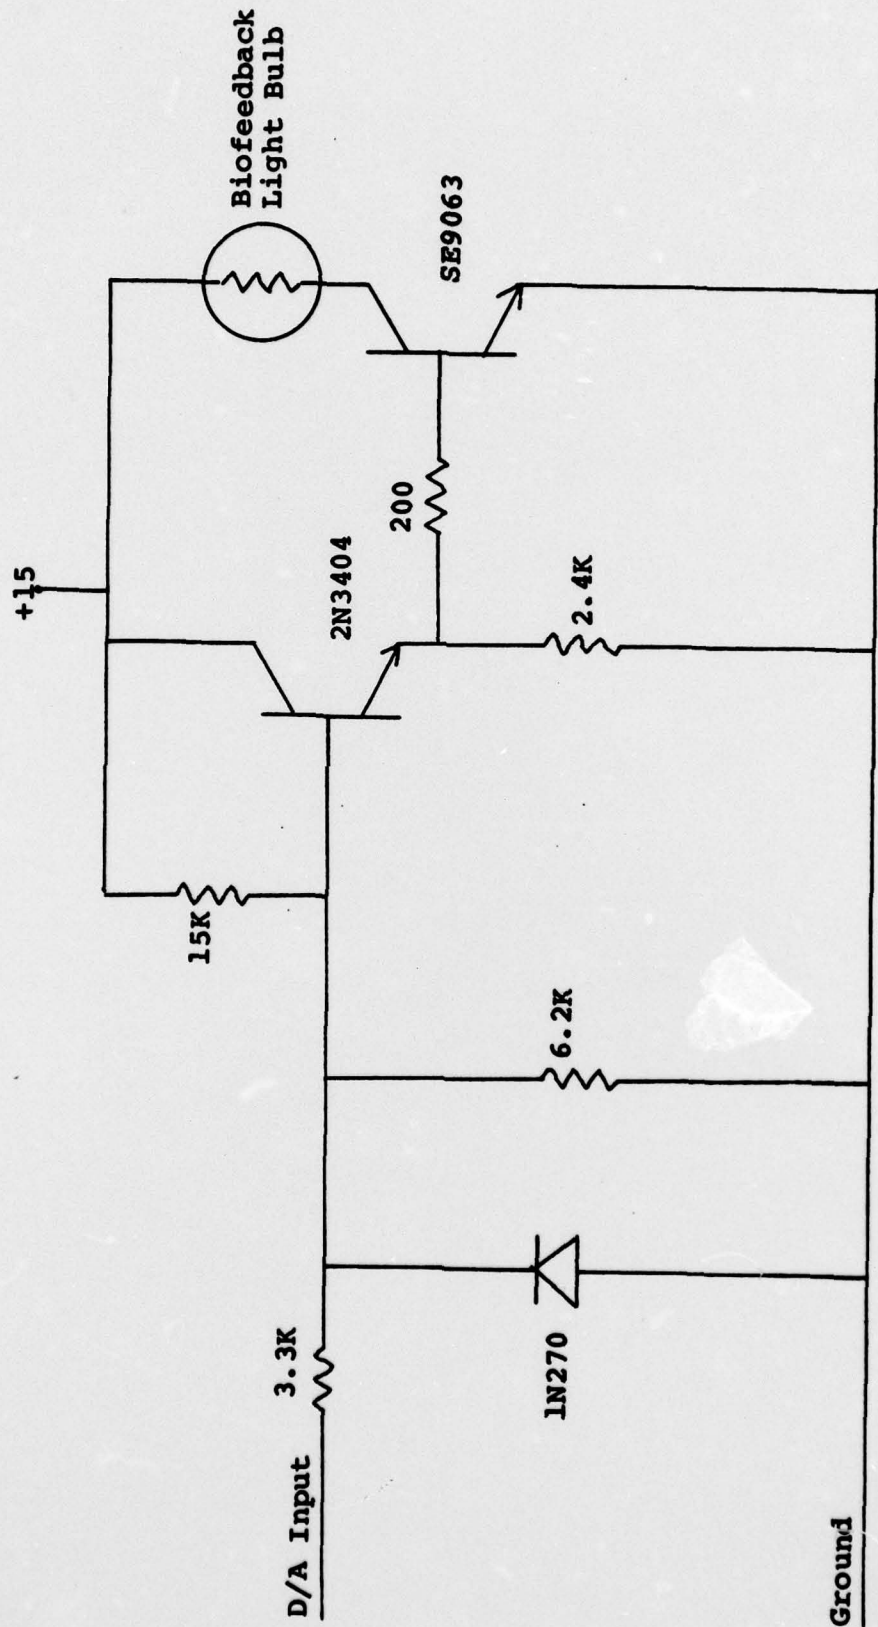 +15
Biofeedback
Light Bulb
15K
2N3404
SE9063
200
D/A Input
3.3K
1N270
6.2K
2.4K
Ground